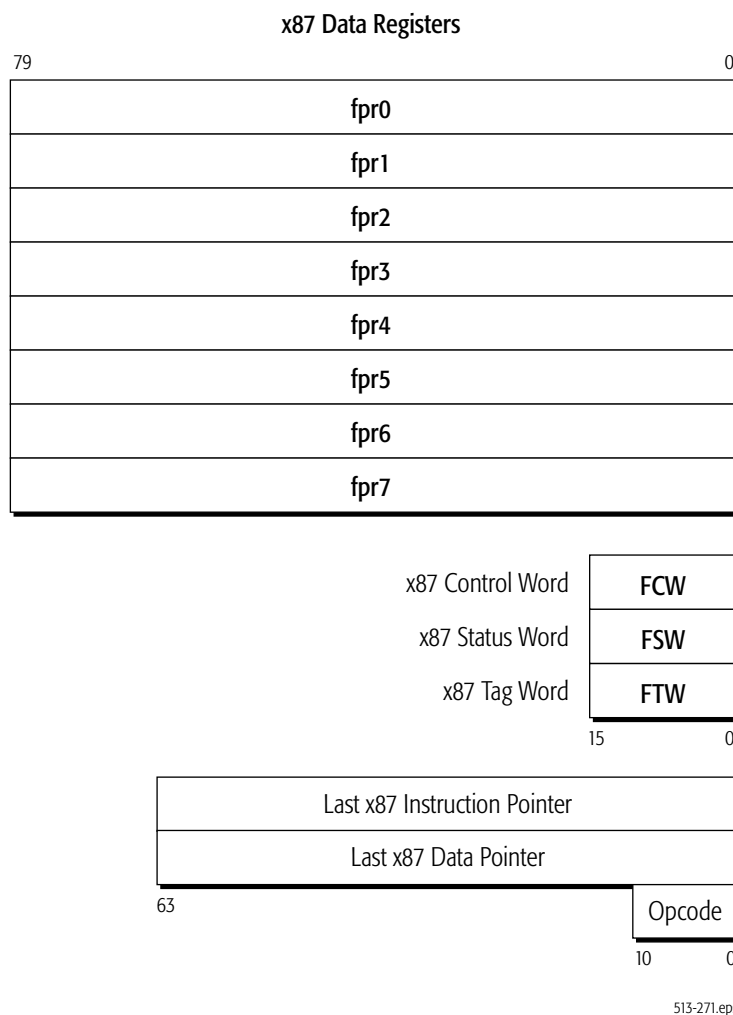 x87 Data Registers
79 0
fpr0
fpr1
fpr2
fpr3
fpr4
fpr5
fpr6
fpr7
x87 Control Word FCW
x87 Status Word FSW
x87 Tag Word FTW
15 0
Last x87 Instruction Pointer
Last x87 Data Pointer
63 Opcode
10 0
513-271.ep